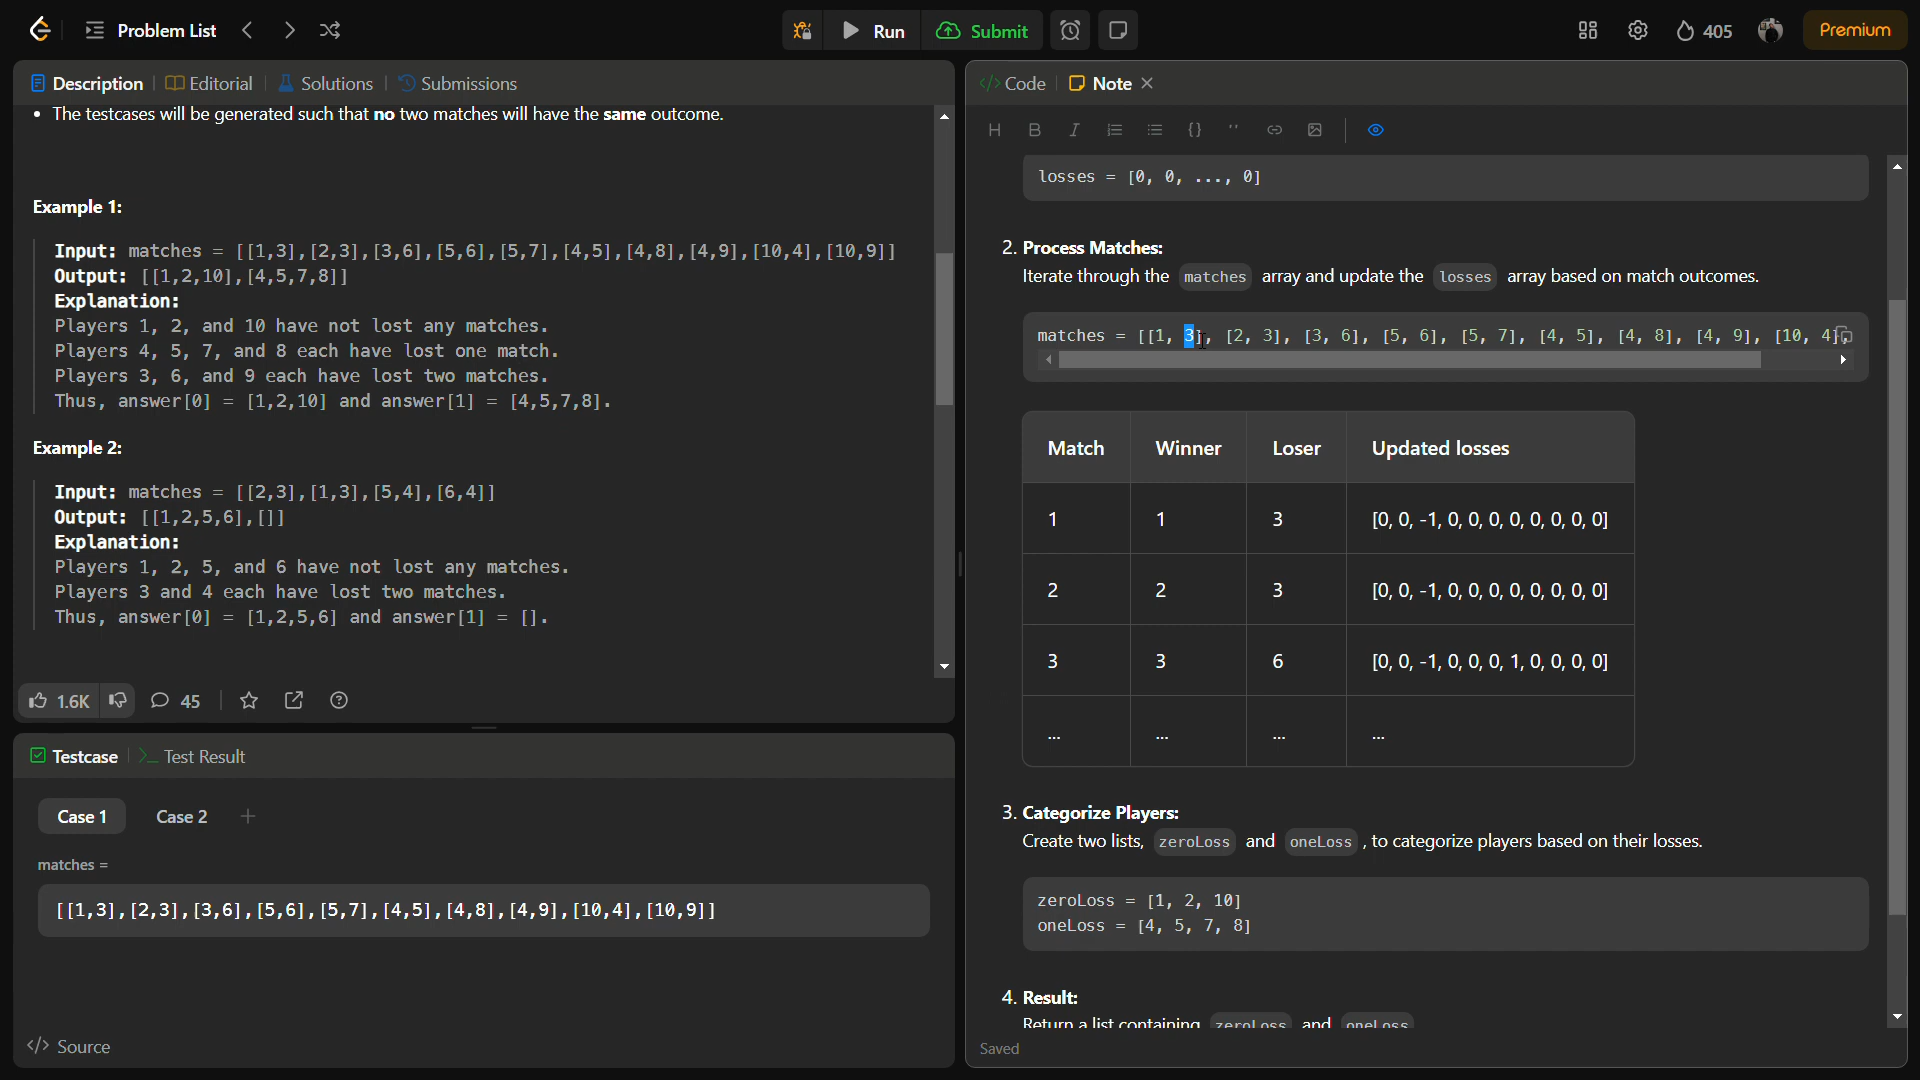 Problem List
Run
Submit
405
Premium
Description
Editorial
Solutions
Submissions
• The testcases will be generated such that no two matches will have the same outcome.
Example 1:
Input: matches = [[1,3],[2,3],[3,6],[5,6],[5,7],[4,5],[4,8],[4,9],[10,4],[10,9]]
Output: [[1,2,10],[4,5,7,8]]
Explanation:
Players 1, 2, and 10 have not lost any matches.
Players 4, 5, 7, and 8 each have lost one match.
Players 3, 6, and 9 each have lost two matches.
Thus, answer[0] = [1,2,10] and answer[1] = [4,5,7,8].
Example 2:
Input: matches = [[2,3],[1,3],[5,4],[6,4]]
Output: [[1,2,5,6],[]]
Explanation:
Players 1, 2, 5, and 6 have not lost any matches.
Players 3 and 4 each have lost two matches.
Thus, answer[0] = [1,2,5,6] and answer[1] = [].
1.6K
45
Testcase
Test Result
Case 1
Case 2
matches =
[[1,3],[2,3],[3,6],[5,6],[5,7],[4,5],[4,8],[4,9],[10,4],[10,9]]
</> Source
</> Code
Note
H B I {} "
losses = [0, 0, ..., 0]
2. Process Matches:
Iterate through the matches array and update the losses array based on match outcomes.
matches = [[1, 3], [2, 3], [3, 6], [5, 6], [5, 7], [4, 5], [4, 8], [4, 9], [10, 4],
Match Winner Loser Updated losses
1 1 3 [0, 0, -1, 0, 0, 0, 0, 0, 0, 0, 0]
2 2 3 [0, 0, -1, 0, 0, 0, 0, 0, 0, 0, 0]
3 3 6 [0, 0, -1, 0, 0, 0, 1, 0, 0, 0, 0]
... ... ... ...
3. Categorize Players:
Create two lists, zeroLoss and oneLoss , to categorize players based on their losses.
zeroLoss = [1, 2, 10]
oneLoss = [4, 5, 7, 8]
4. Result:
Return a list containing zeroLoss and oneLoss
Saved